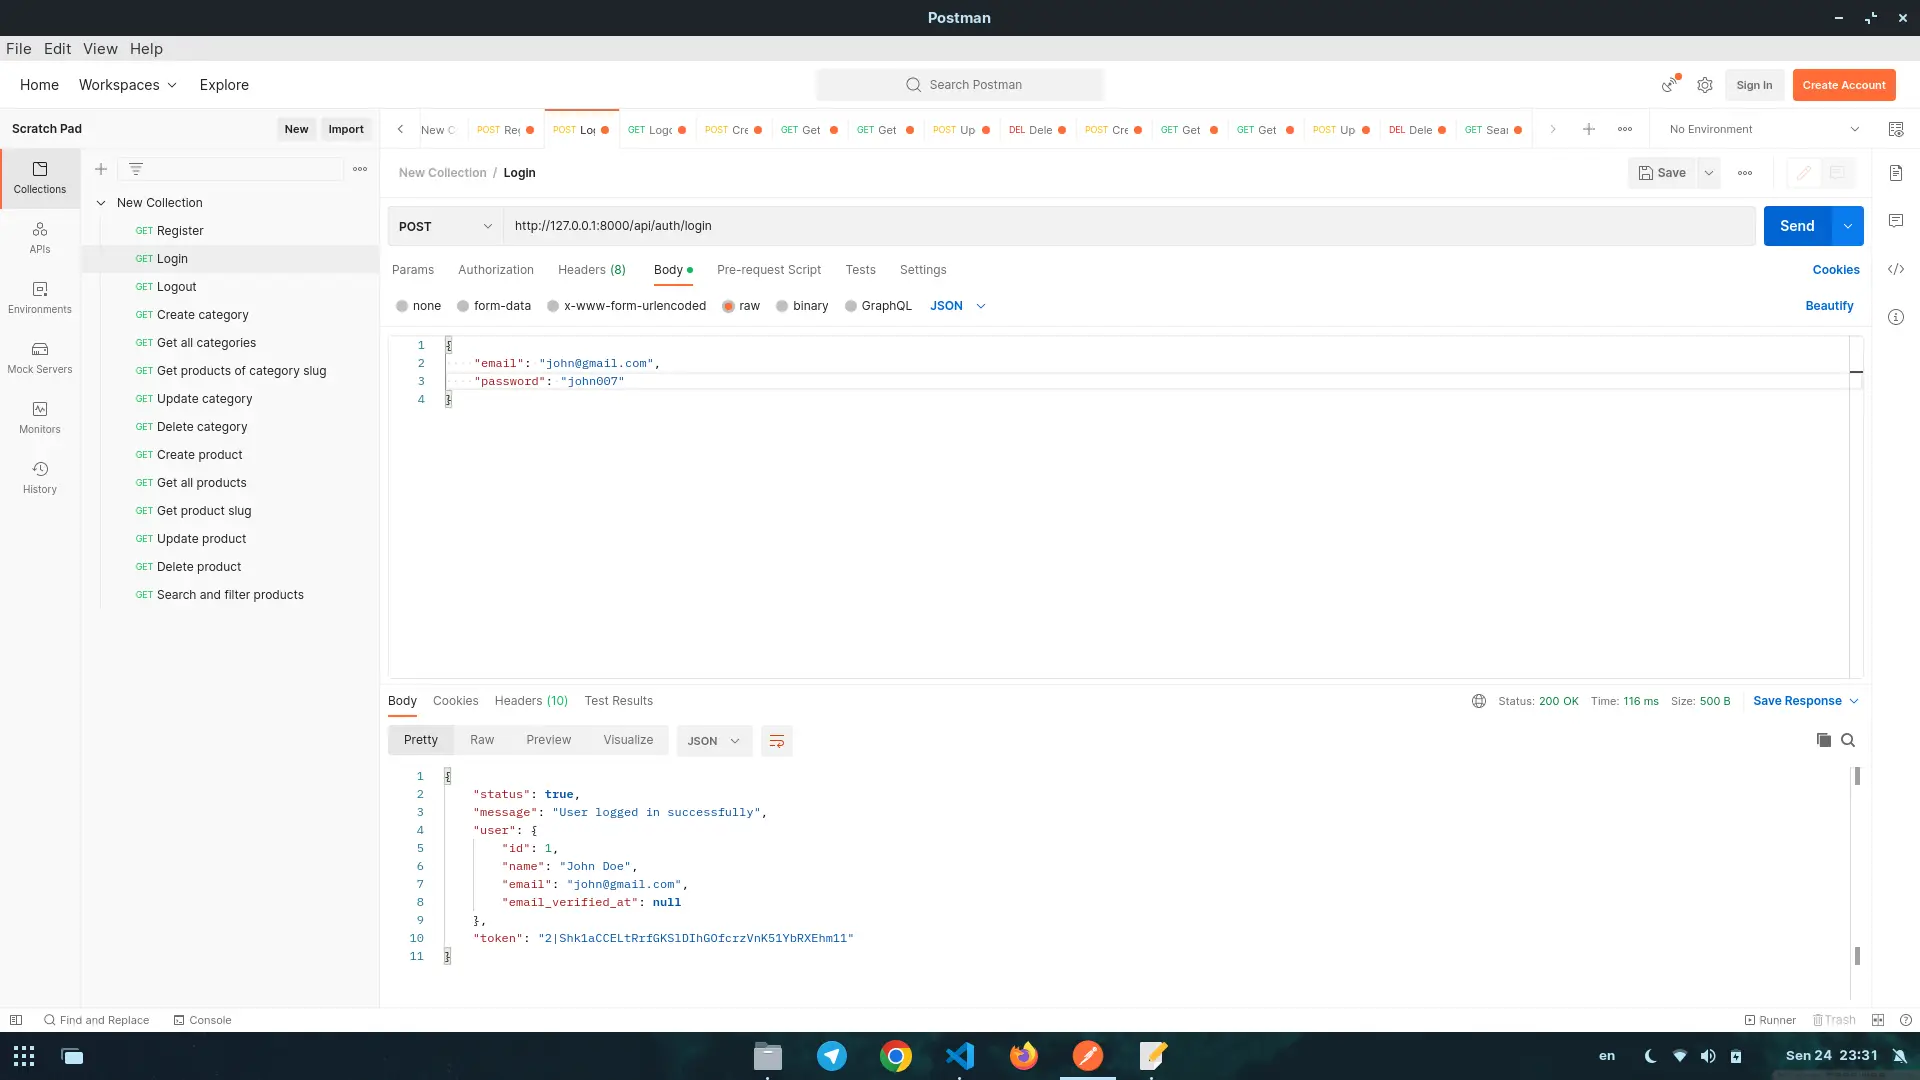 Postman
File Edit View Help
Home Workspaces Explore Search Postman Sign In Create Account
Scratch Pad New Import New C POST Re POST Lo GET Logo POST Cre GET Get GET Get POST Up DEL Dele POST Cre GET Get GET Get POST Up DEL Dele GET Sear No Environment
Collections
APIs
Environments
Mock Servers
Monitors
History
New Collection
GET Register
GET Login
GET Logout
GET Create category
GET Get all categories
GET Get products of category slug
GET Update category
GET Delete category
GET Create product
GET Get all products
GET Get product slug
GET Update product
GET Delete product
GET Search and filter products
New Collection / Login Save
POST http://127.0.0.1:8000/api/auth/login Send
Params Authorization Headers (8) Body Pre-request Script Tests Settings Cookies
none form-data x-www-form-urlencoded raw binary GraphQL JSON Beautify
1 {
2 "email": "john@gmail.com",
3 "password": "john007"
4 }
Body Cookies Headers (10) Test Results Status: 200 OK Time: 116 ms Size: 500 B Save Response
Pretty Raw Preview Visualize JSON
1 {
2 "status": true,
3 "message": "User logged in successfully",
4 "user": {
5 "id": 1,
6 "name": "John Doe",
7 "email": "john@gmail.com",
8 "email_verified_at": null
9 },
10 "token": "2|Shk1aCCELtRrfGKSlDIhGOfcrzVnK51YbRXEhm11"
11 }
Find and Replace Console Runner Trash
en Sen 24 23:31